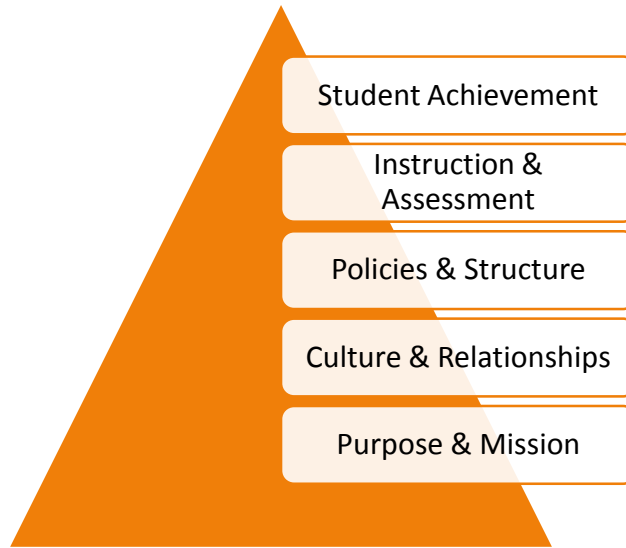 Student Achievement
Instruction &
Assessment
Policies & Structure
Culture & Relationships
Purpose & Mission